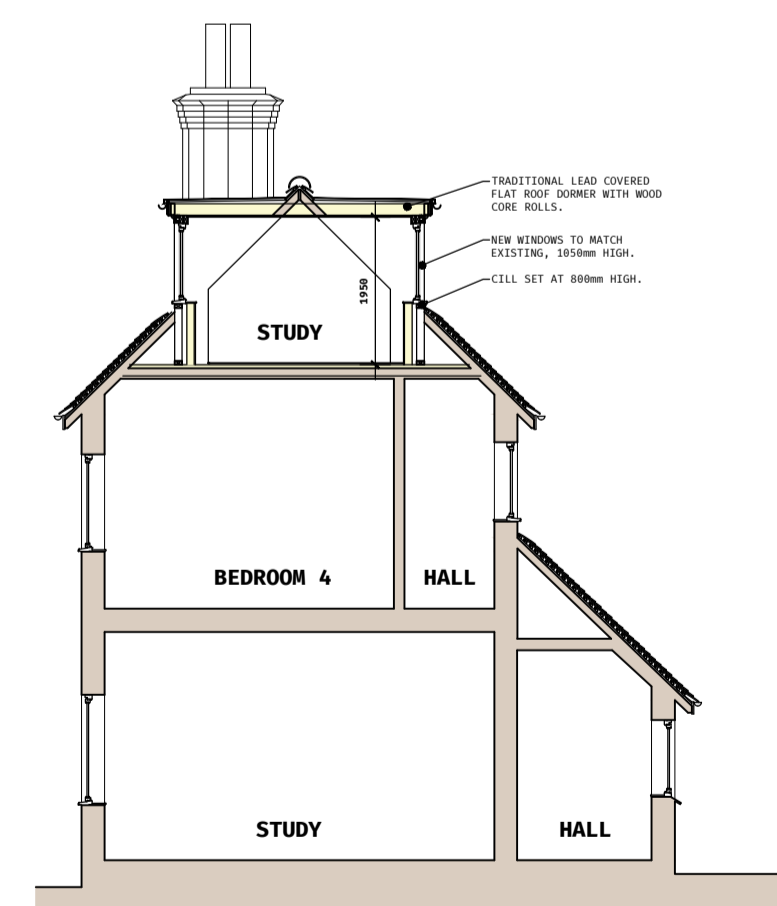 TRADITIONAL LEAD COVERED
FLAT ROOF DORMER WITH WOOD
CORE ROLLS.
NEW WINDOWS TO MATCH
EXISTING, 1050mm HIGH.
CILL SET AT 800mm HIGH.
1950
STUDY
BEDROOM 4
HALL
STUDY
HALL